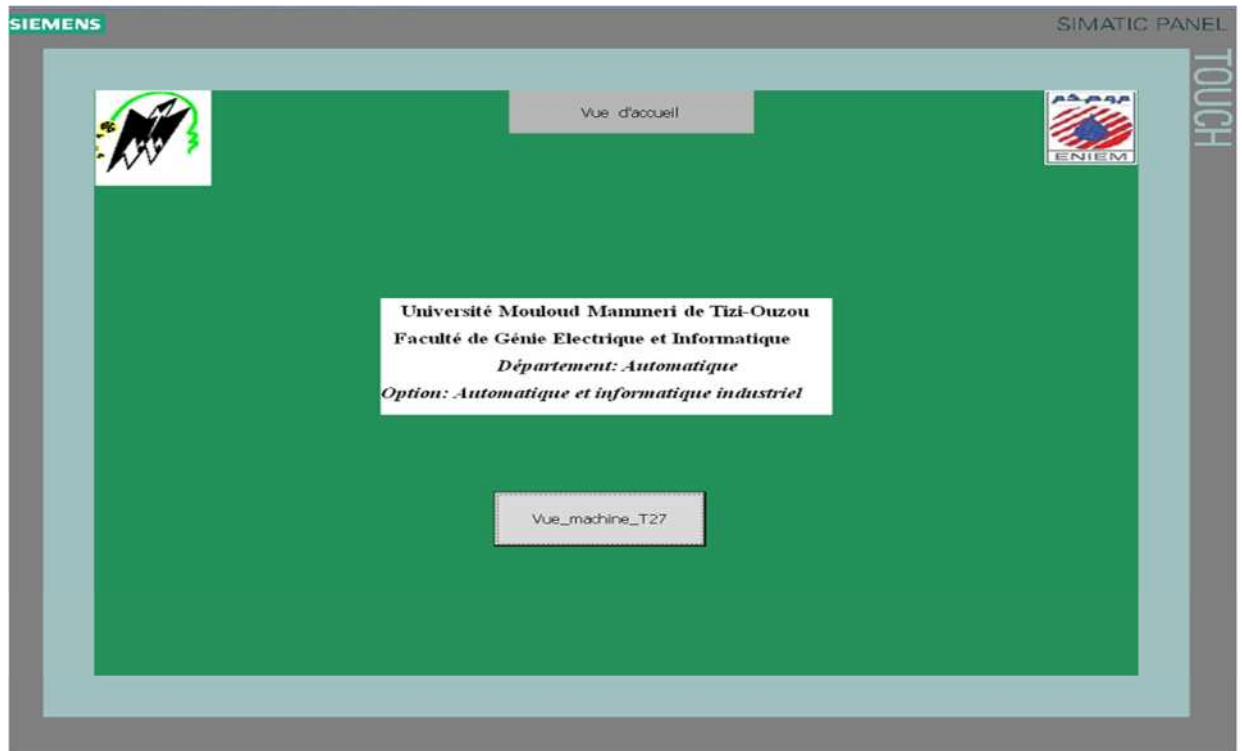 SIEMENS
SIMATIC PANEL
TOUCH
Vue d'accueil
ENIEM
Université Mouloud Mammeri de Tizi-Ouzou
Faculté de Génie Electrique et Informatique
Département: Automatique
Option: Automatique et informatique industriel
Vue_machine_T27